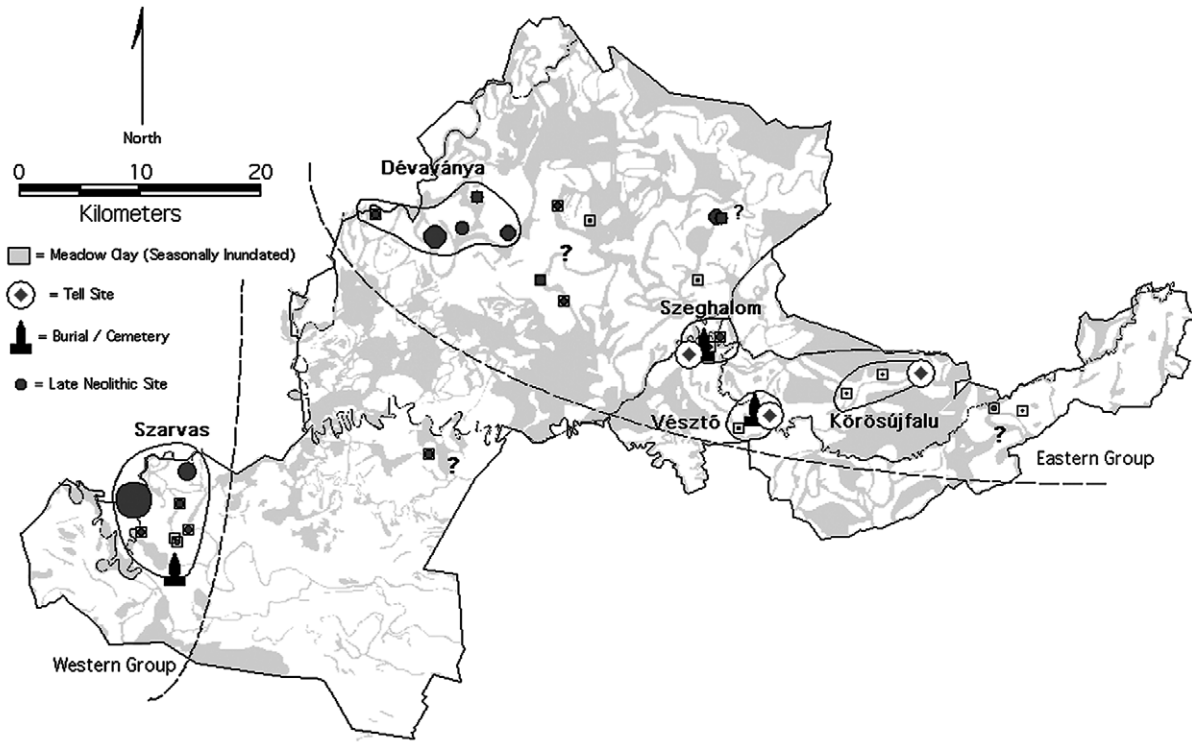 North
0 10 20
Kilometers
= Meadow Clay (Seasonally Inundated)
= Tell Site
= Burial / Cemetery
= Late Neolithic Site
Dévaványa
?
?
Szeghalom
Vésztő
Körösújfalu
?
Eastern Group
Szarvas
?
Western Group